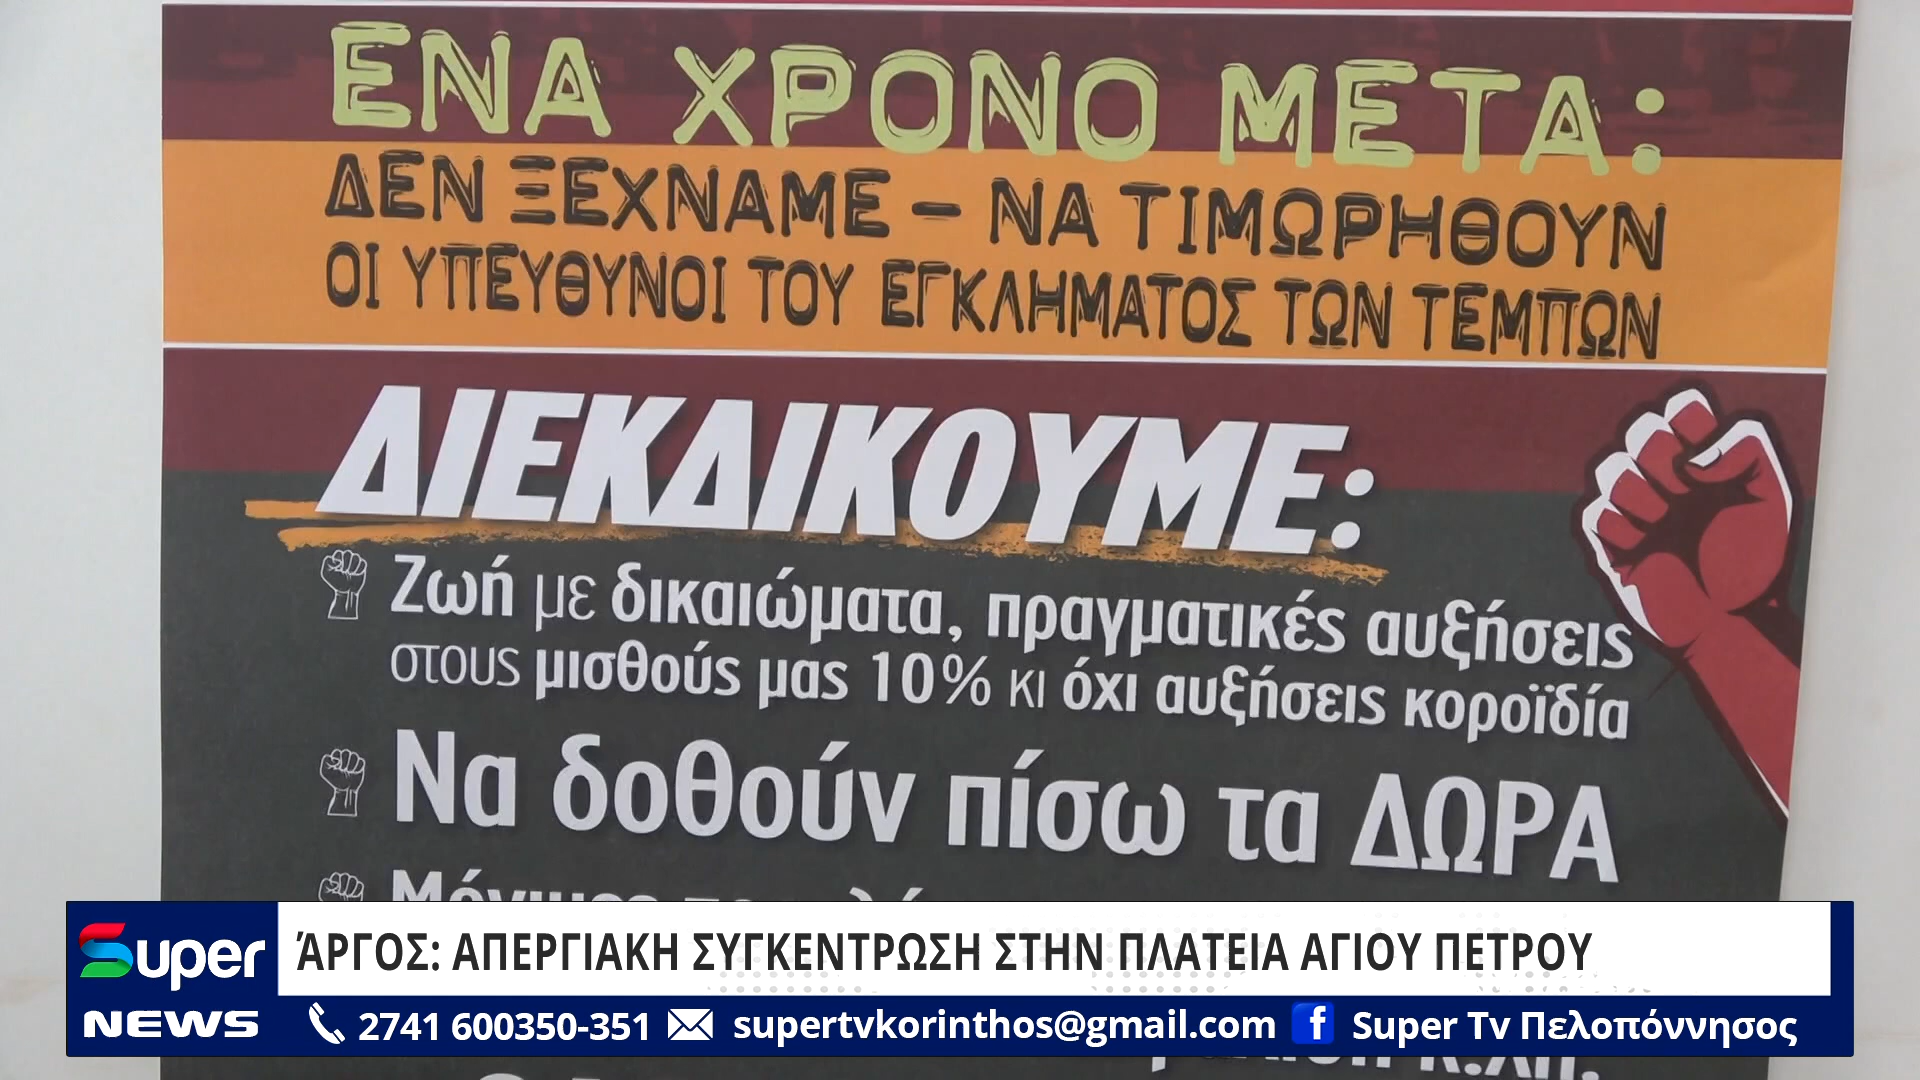 ΕΝΑ ΧΡΟΝΟ ΜΕΤΑ:
ΔΕΝ ΞΕΧΝΑΜΕ – ΝΑ ΤΙΜΩΡΗΘΟΥΝ
ΟΙ ΥΠΕΥΘΥΝΟΙ ΤΟΥ ΕΓΚΛΗΜΑΤΟΣ ΤΩΝ ΤΕΜΠΩΝ
ΔΙΕΚΔΙΚΟΥΜΕ:
Ζωή με δικαιώματα, πραγματικές αυξήσεις
στους μισθούς μας 10% κι όχι αυξήσεις κοροϊδία
Να δοθούν πίσω τα ΔΩΡΑ
Super
NEWS
ΆΡΓΟΣ: ΑΠΕΡΓΙΑΚΗ ΣΥΓΚΕΝΤΡΩΣΗ ΣΤΗΝ ΠΛΑΤΕΙΑ ΑΓΙΟΥ ΠΕΤΡΟΥ
2741 600350-351 supertvkorinthos@gmail.com f Super Tv Πελοπόννησος